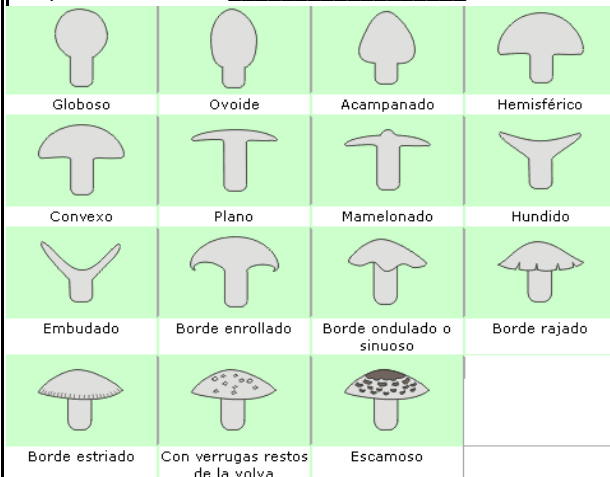 Globoso
Ovoide
Acampanado
Hemisférico
Convexo
Plano
Mamelonado
Hundido
Embudado
Borde enrollado
Borde ondulado o
sinuoso
Borde rajado
Borde estriado
Con verrugas restos
de la volva
Escamoso